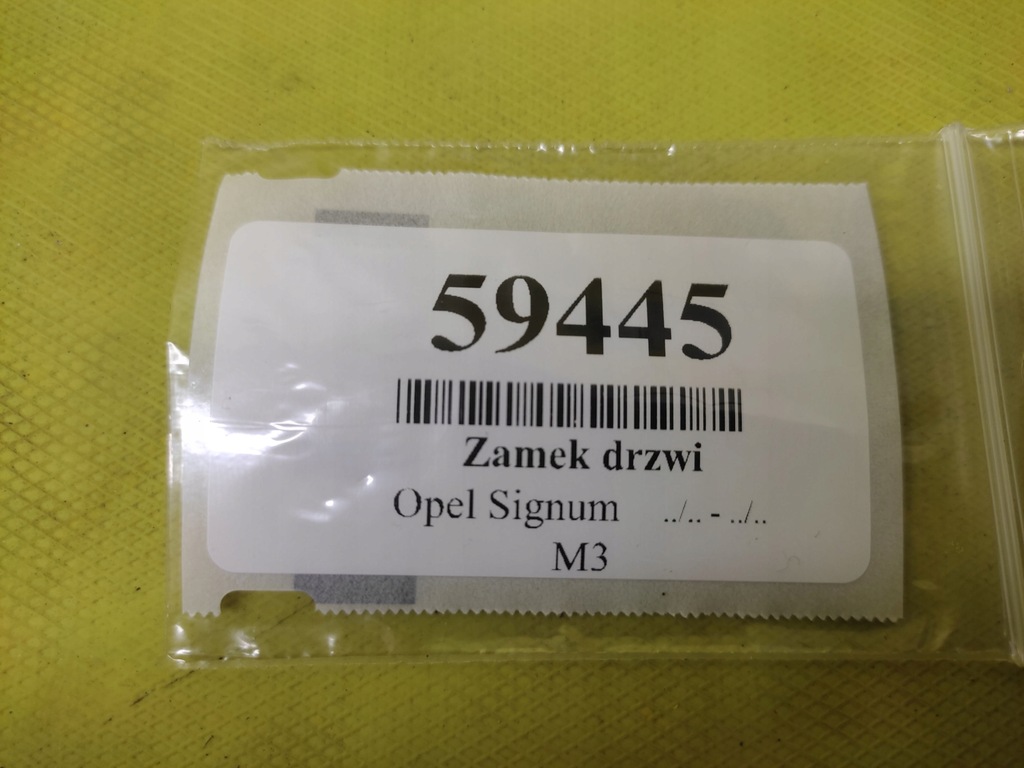 59445
Zamek drzwi
Opel Signum ../.. - ../..
M3